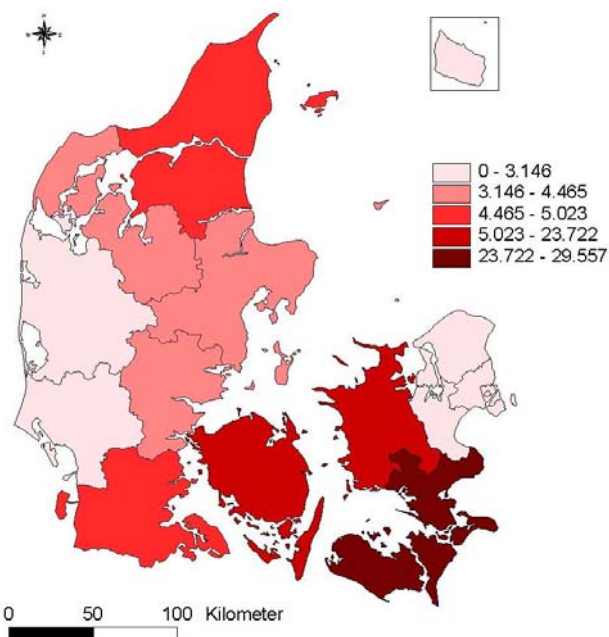 N
W E
S
0 - 3.146
3.146 - 4.465
4.465 - 5.023
5.023 - 23.722
23.722 - 29.557
0 50 100 Kilometer